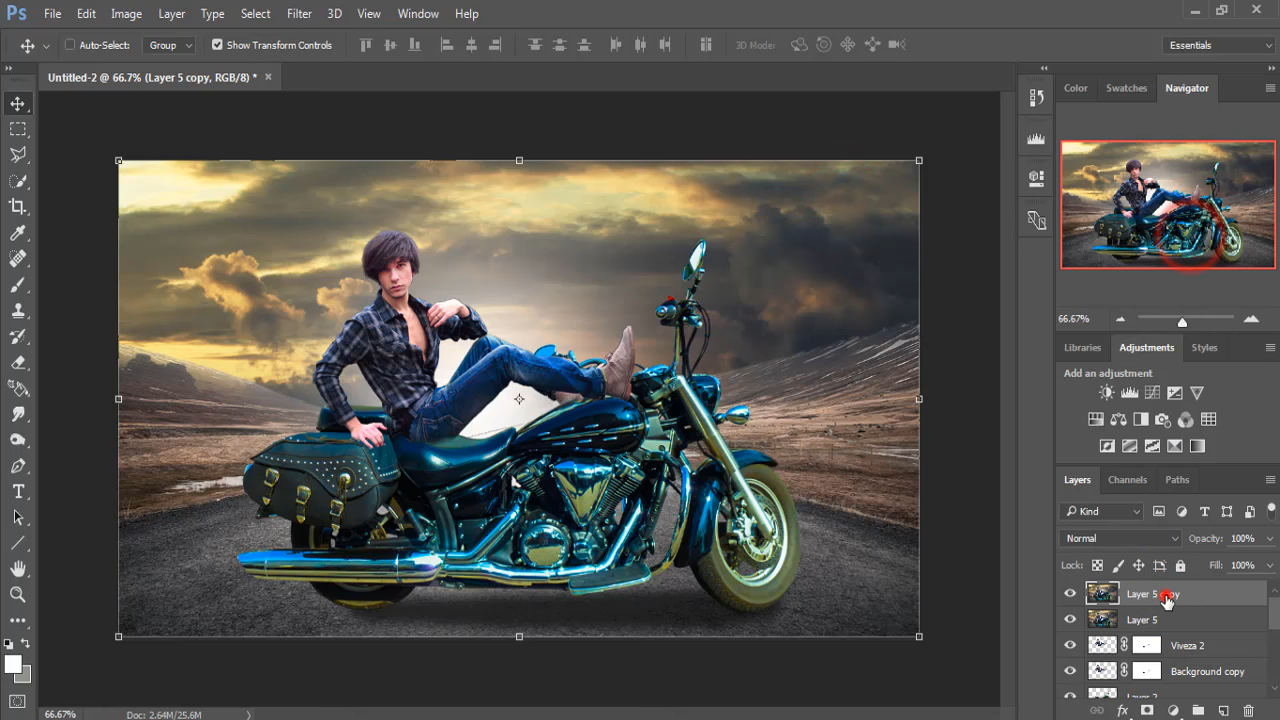 Ps File Edit Image Layer Type Select Filter 3D View Window Help
Auto-Select: Group Show Transform Controls 3D Mode: Essentials
Untitled-2 @ 66.7% (Layer 5 copy, RGB/8) * ×
Color Swatches Navigator
66.67%
Libraries Adjustments Styles
Add an adjustment
Layers Channels Paths
Kind
Normal Opacity: 100%
Lock: Fill: 100%
Layer 5 copy
Layer 5
Viveza 2
Background copy
Layer 2
66.67% Doc: 2.64M/25.6M